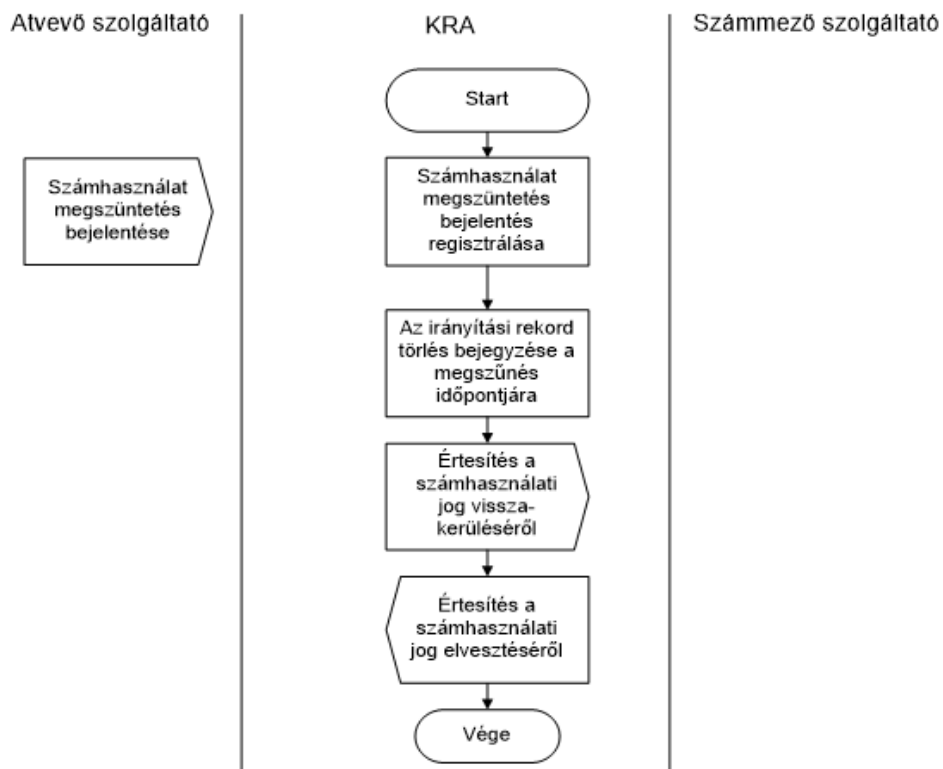 Átvevő szolgáltató
KRA
Számmező szolgáltató
Start
Számhasználat
megszüntetés
bejelentése
Számhasználat
megszüntetés
bejelentés
regisztrálása
Az irányítási rekord
törlés bejegyzése a
megszűnés
időpontjára
Értesítés a
számhasználati
jog vissza-
kerüléséről
Értesítés a
számhasználati
jog elvesztéséről
Vége